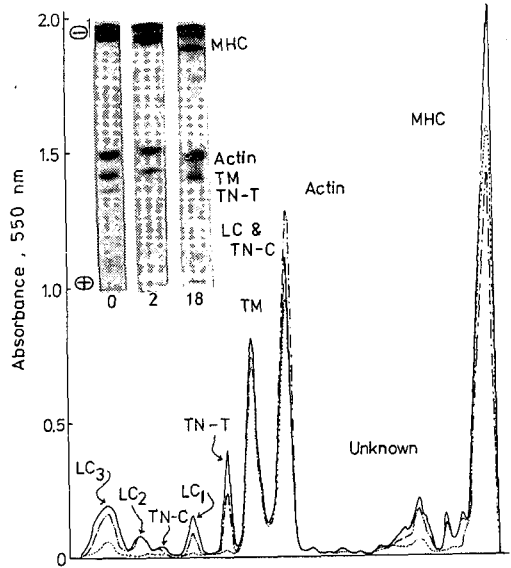 2.0
1.5
1.0
0.5
0
Absorbance, 550 nm
⊖
⊕
MHC
Actin
TM
TN-T
LC &
TN-C
0 2 18
MHC
Actin
TM
TN-T
Unknown
LC3
LC2
TN-C
LC1